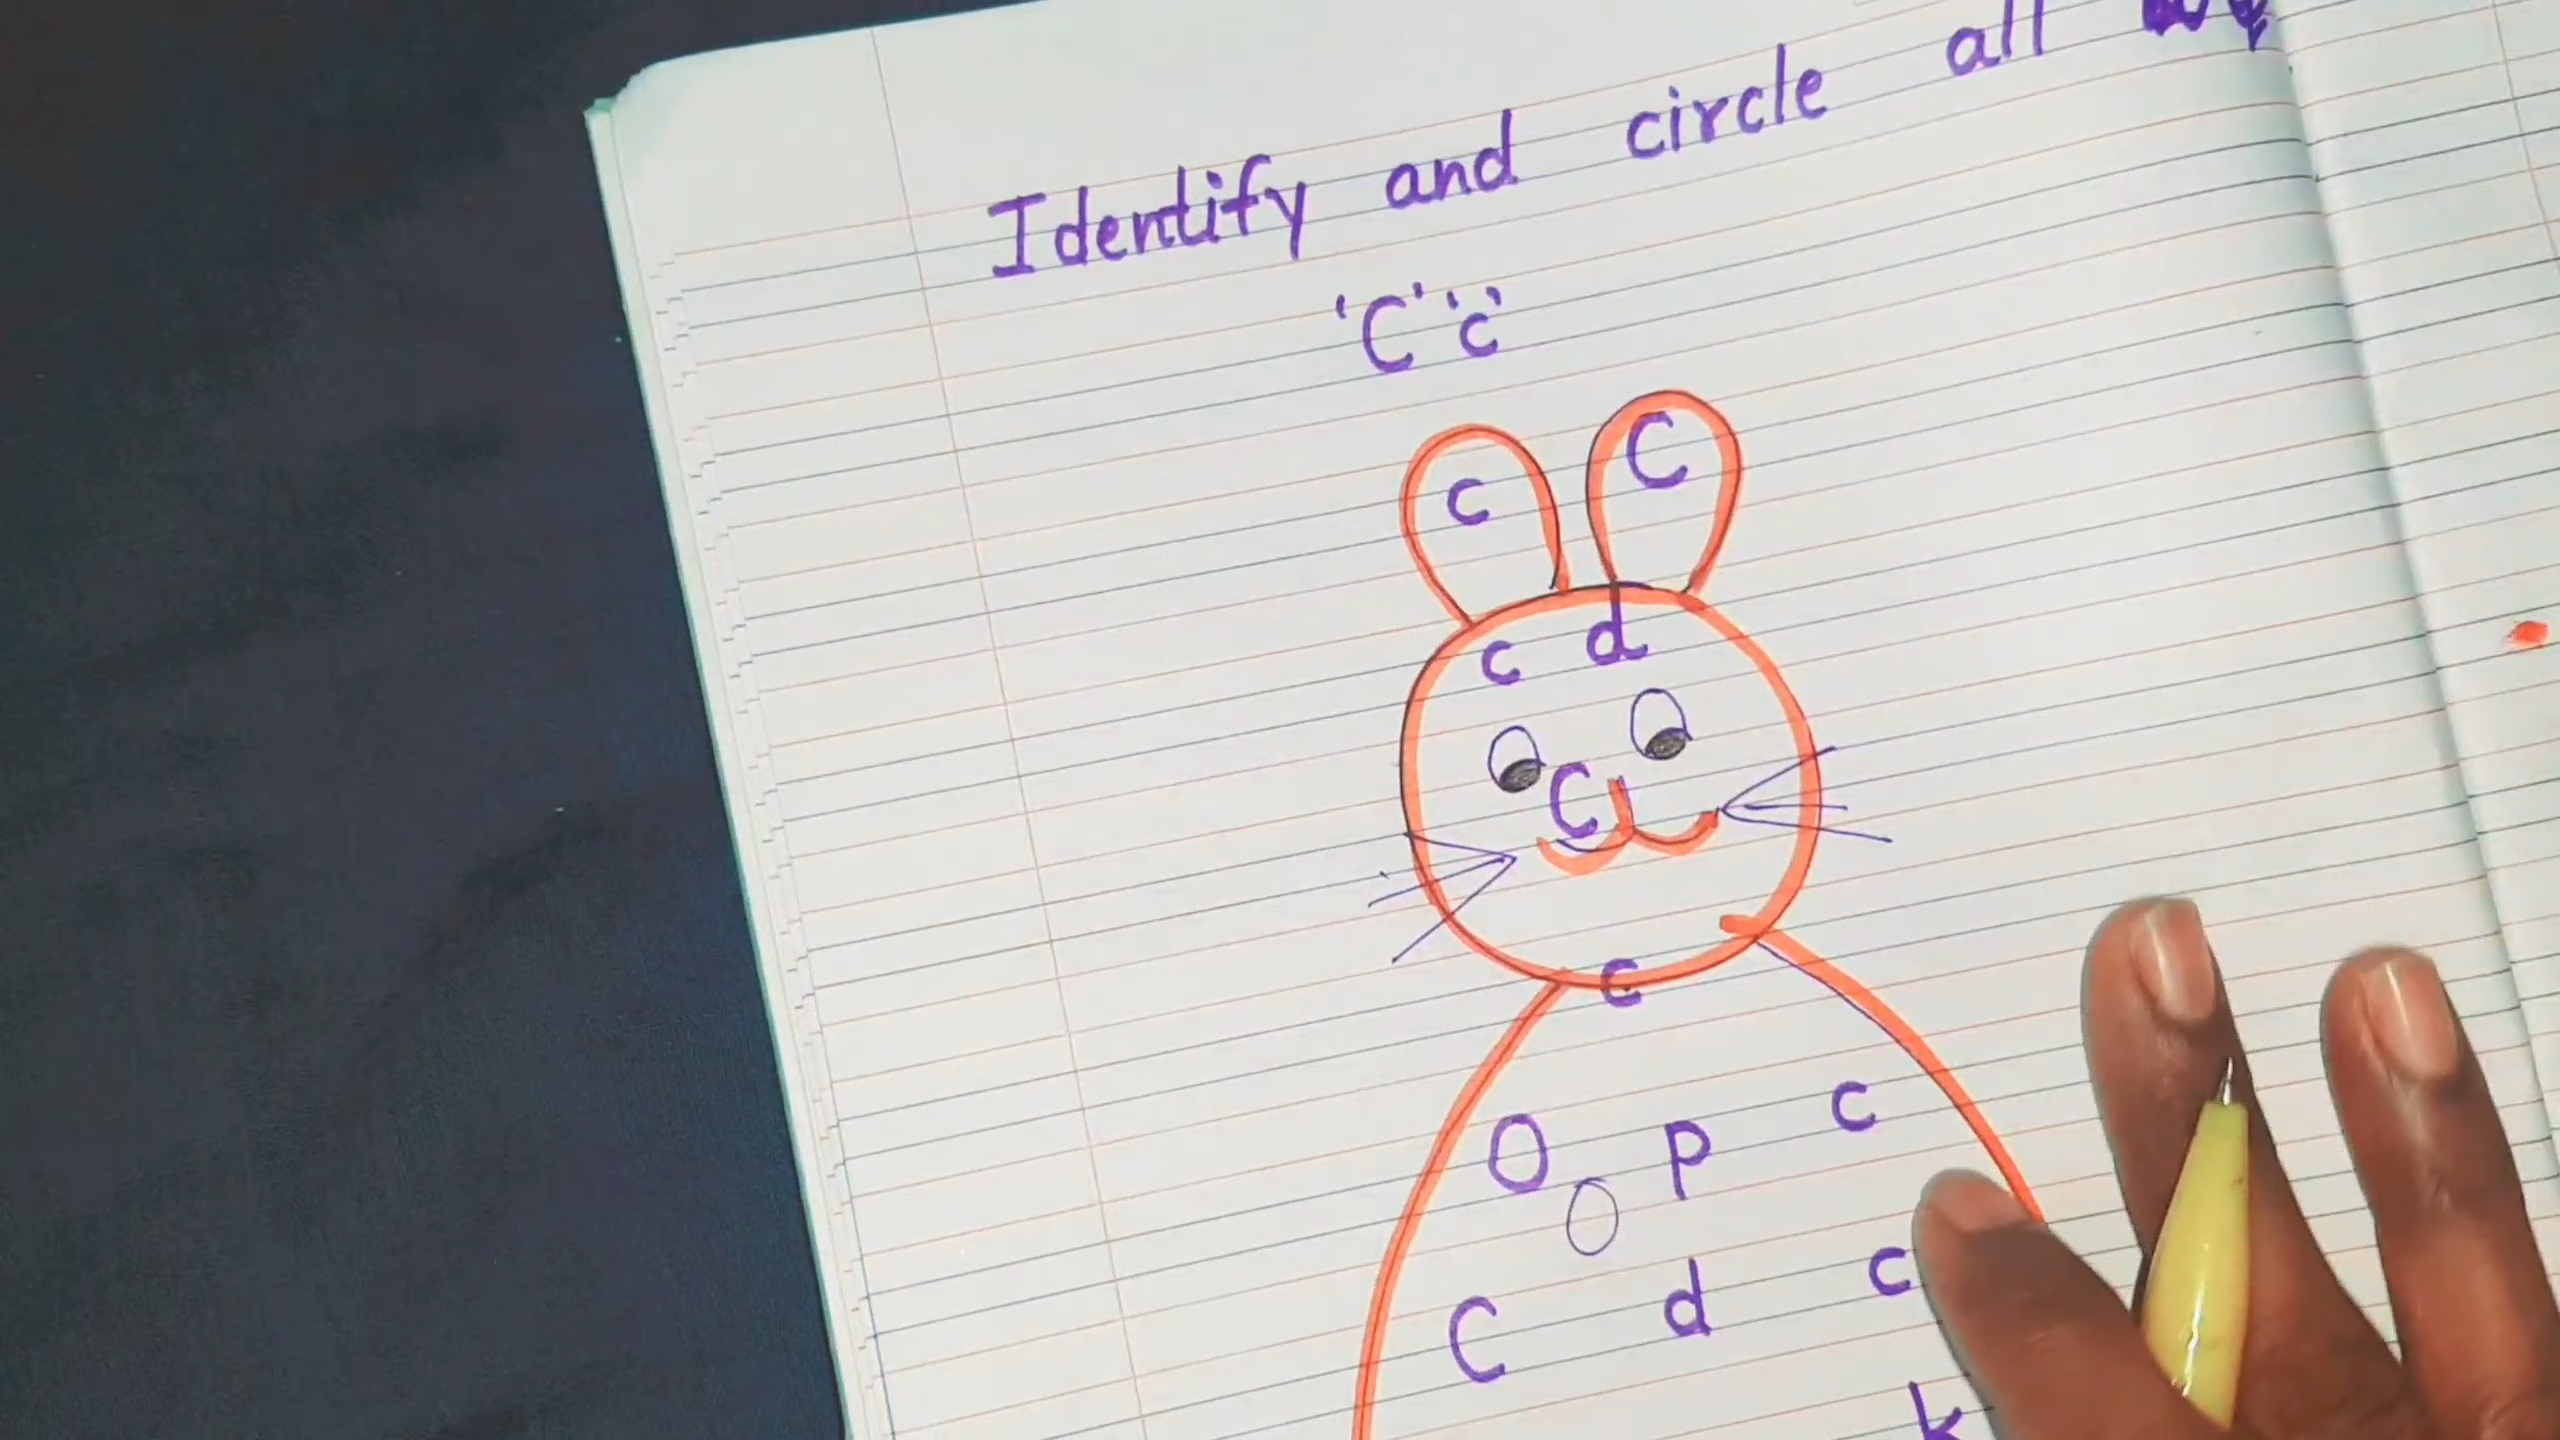 Identify and circle all
'C' 'c'
c C
c d
C
c
O p c
O
C d c
k